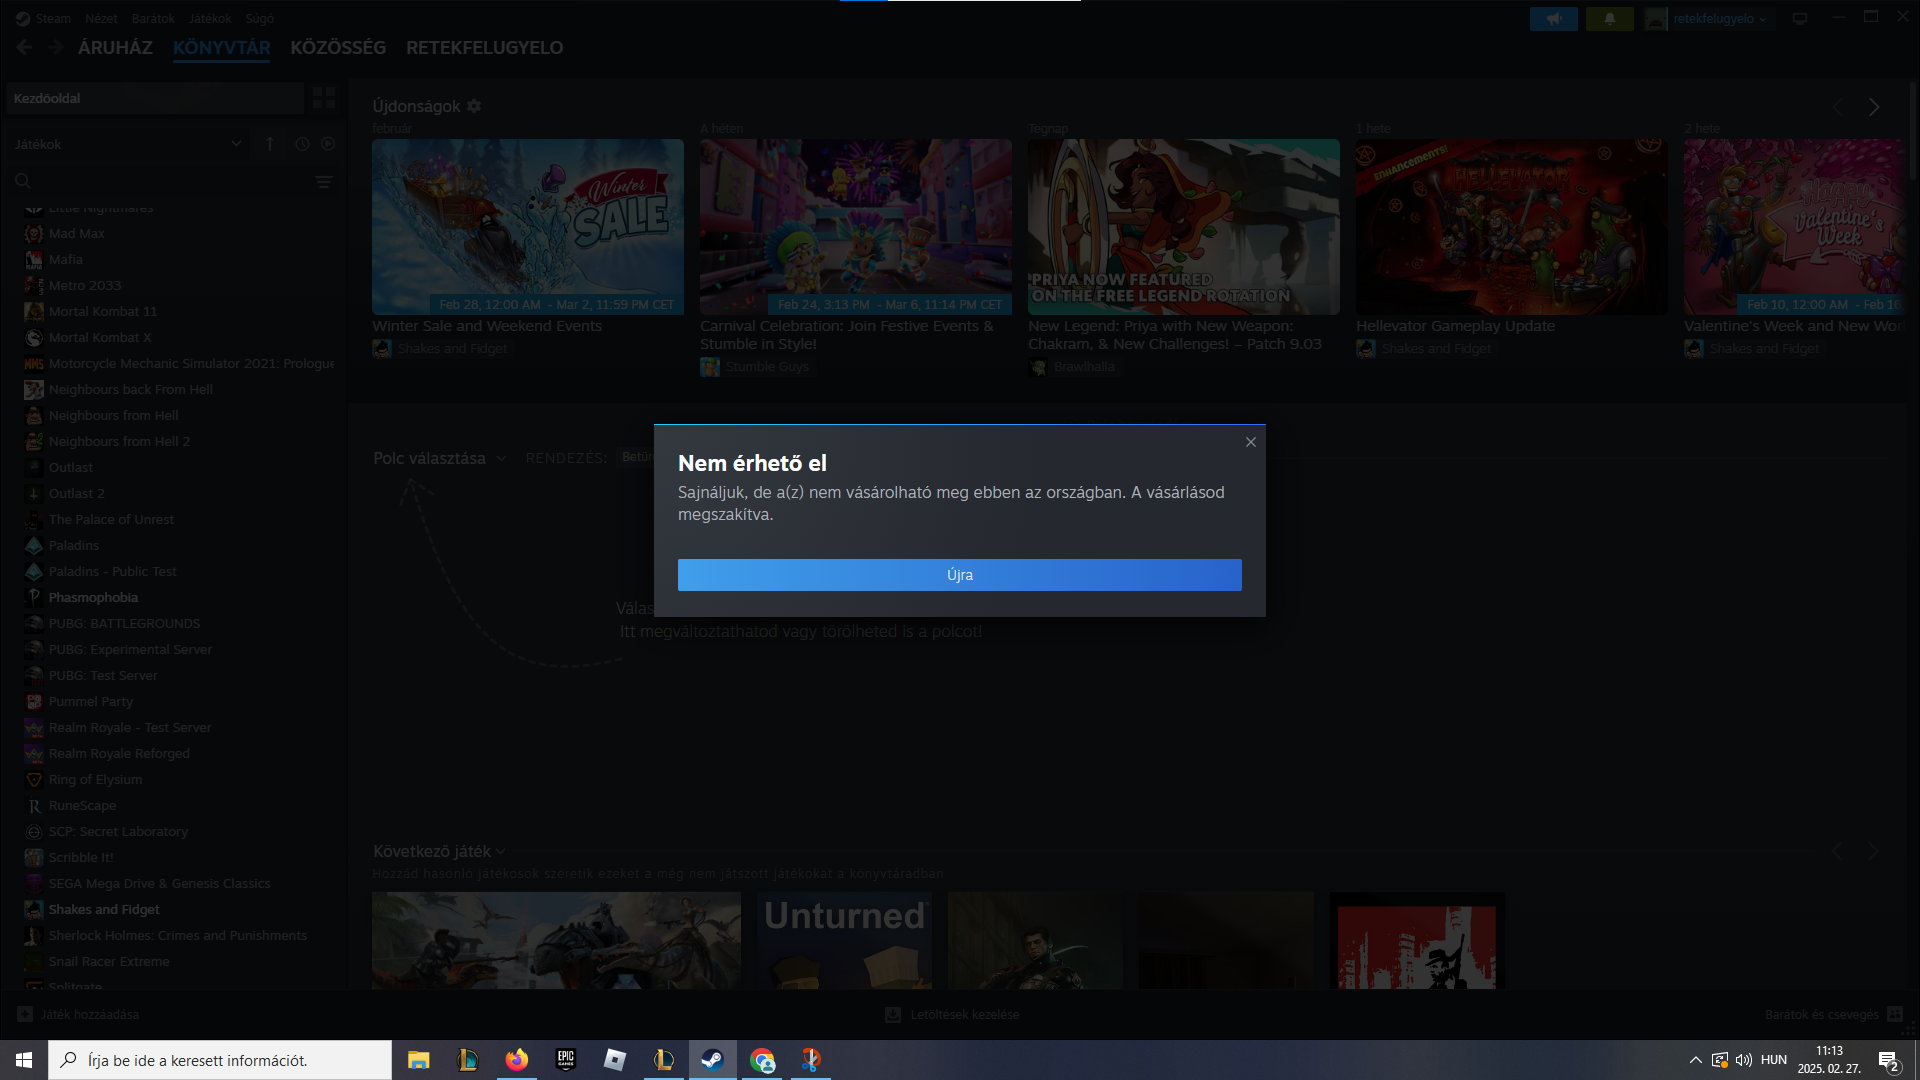 Steam Nézet Barátok Játékok Súgó
retekfelugyelo
ÁRUHÁZ KÖNYVTÁR KÖZÖSSÉG RETEKFELUGYELO
Kezdőoldal
Játékok
Little Nightmares
Mad Max
Mafia
Metro 2033
Mortal Kombat 11
Mortal Kombat X
Motorcycle Mechanic Simulator 2021: Prologue
Neighbours back From Hell
Neighbours from Hell
Neighbours from Hell 2
Outlast
Outlast 2
The Palace of Unrest
Paladins
Paladins - Public Test
Phasmophobia
PUBG: BATTLEGROUNDS
PUBG: Experimental Server
PUBG: Test Server
Pummel Party
Realm Royale - Test Server
Realm Royale Reforged
Ring of Elysium
RuneScape
SCP: Secret Laboratory
Scribble It!
SEGA Mega Drive & Genesis Classics
Shakes and Fidget
Sherlock Holmes: Crimes and Punishments
Snail Racer Extreme
Splitgate
Újdonságok
február
Winter
SALE
Feb 28, 12:00 AM - Mar 2, 11:59 PM CET
Winter Sale and Weekend Events
Shakes and Fidget
A héten
Feb 24, 3:13 PM - Mar 6, 11:14 PM CET
Carnival Celebration: Join Festive Events &
Stumble in Style!
Stumble Guys
Tegnap
PRIYA NOW FEATURED
ON THE FREE LEGEND ROTATION
New Legend: Priya with New Weapon:
Chakram, & New Challenges! – Patch 9.03
Brawlhalla
1 hete
ENHANCEMENTS!
HELLEVATOR
Hellevator Gameplay Update
Shakes and Fidget
2 hete
Happy
Valentine's
Week
Feb 10, 12:00 AM - Feb 16
Valentine's Week and New Worl
Shakes and Fidget
Polc választása RENDEZÉS: Betűr
Nem érhető el
Sajnáljuk, de a(z) nem vásárolható meg ebben az országban. A vásárlásod
megszakítva.
Újra
Válas
Itt megváltoztathatod vagy törölheted is a polcot!
Következő játék
Hozzád hasonló játékosok szeretik ezeket a még nem játszott játékokat a könyvtáradban
Unturned
Játék hozzáadása
Letöltések kezelése
Barátok és csevegés
Írja be ide a keresett információt.
EPIC
GAMES
HUN
11:13
2025. 02. 27.
2